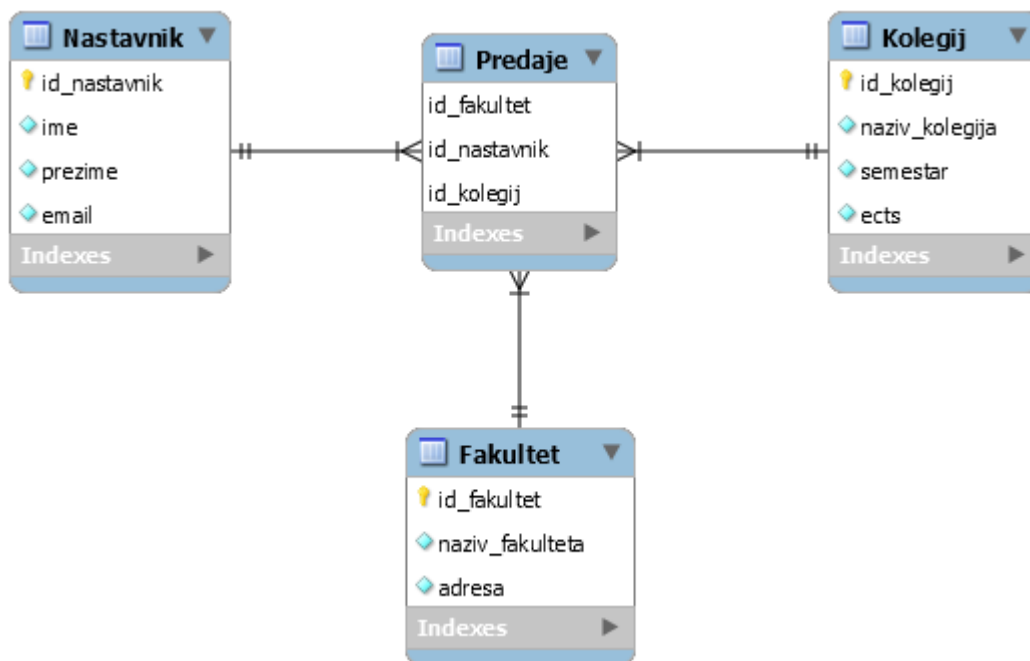 Nastavnik
id_nastavnik
ime
prezime
email
Indexes
Predaje
id_fakultet
id_nastavnik
id_kolegij
Indexes
Kolegij
id_kolegij
naziv_kolegija
semestar
ects
Indexes
Fakultet
id_fakultet
naziv_fakulteta
adresa
Indexes